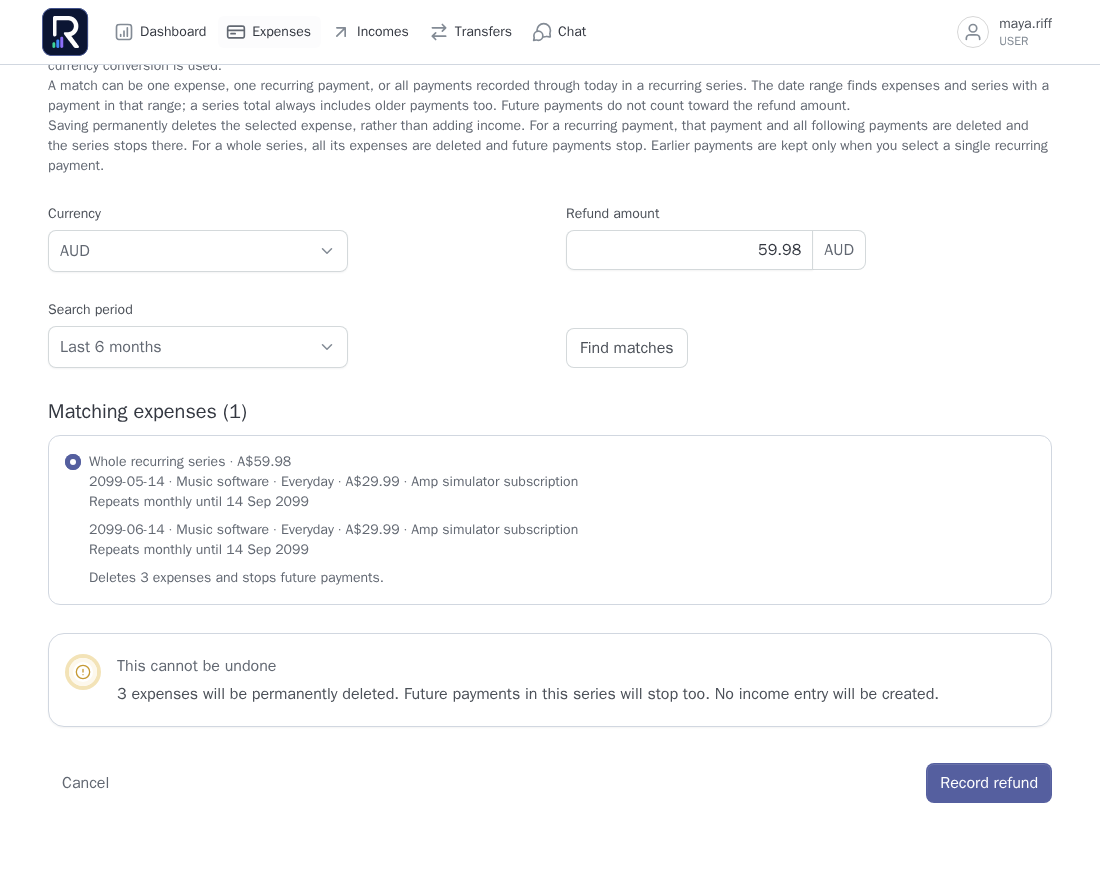 Dashboard
Expenses
Incomes
Transfers
Chat
maya.riff
USER
currency conversion is used.
A match can be one expense, one recurring payment, or all payments recorded through today in a recurring series. The date range finds expenses and series with a
payment in that range; a series total always includes older payments too. Future payments do not count toward the refund amount.
Saving permanently deletes the selected expense, rather than adding income. For a recurring payment, that payment and all following payments are deleted and
the series stops there. For a whole series, all its expenses are deleted and future payments stop. Earlier payments are kept only when you select a single recurring
payment.
Currency
AUD
Refund amount
59.98 AUD
Search period
Last 6 months
Find matches
Matching expenses (1)
Whole recurring series · A$59.98
2099-05-14 · Music software · Everyday · A$29.99 · Amp simulator subscription
Repeats monthly until 14 Sep 2099
2099-06-14 · Music software · Everyday · A$29.99 · Amp simulator subscription
Repeats monthly until 14 Sep 2099
Deletes 3 expenses and stops future payments.
This cannot be undone
3 expenses will be permanently deleted. Future payments in this series will stop too. No income entry will be created.
Cancel
Record refund